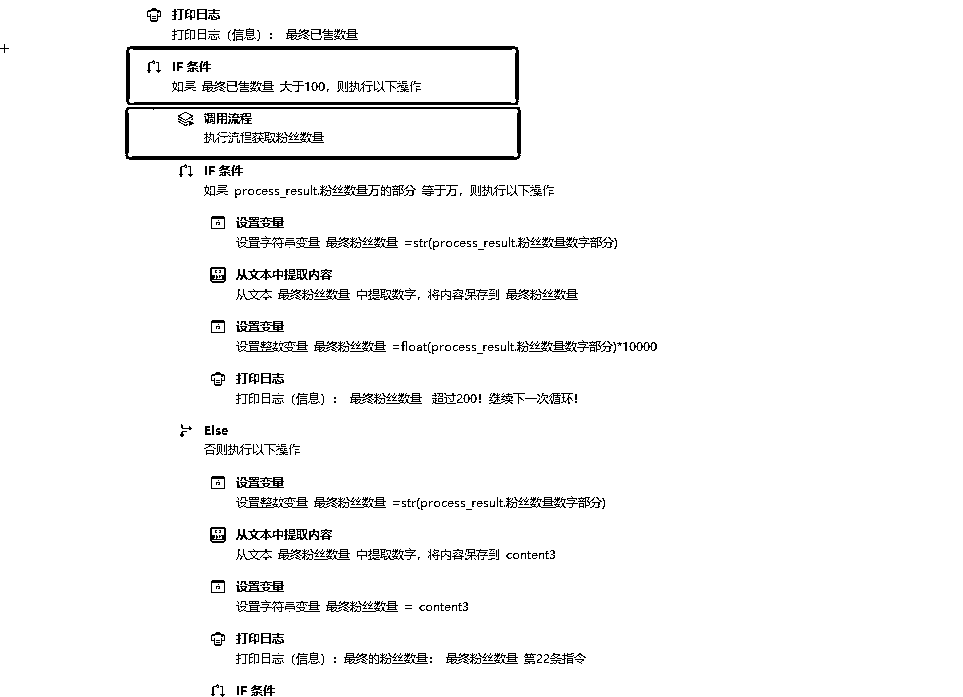 打印日志
打印日志（信息）： 最终已售数量
IF 条件
如果 最终已售数量 大于100，则执行以下操作
调用流程
执行流程获取粉丝数量
IF 条件
如果 process_result.粉丝数量万的部分 等于万，则执行以下操作
设置变量
设置字符串变量 最终粉丝数量 =str(process_result.粉丝数量数字部分)
从文本中提取内容
从文本 最终粉丝数量 中提取数字，将内容保存到 最终粉丝数量
设置变量
设置整数变量 最终粉丝数量 =float(process_result.粉丝数量数字部分)*10000
打印日志
打印日志（信息）： 最终粉丝数量 超过200！继续下一次循环！
Else
否则执行以下操作
设置变量
设置整数变量 最终粉丝数量 =str(process_result.粉丝数量数字部分)
从文本中提取内容
从文本 最终粉丝数量 中提取数字，将内容保存到 content3
设置变量
设置字符串变量 最终粉丝数量 = content3
打印日志
打印日志（信息）：最终的粉丝数量： 最终粉丝数量 第22条指令
IF 条件